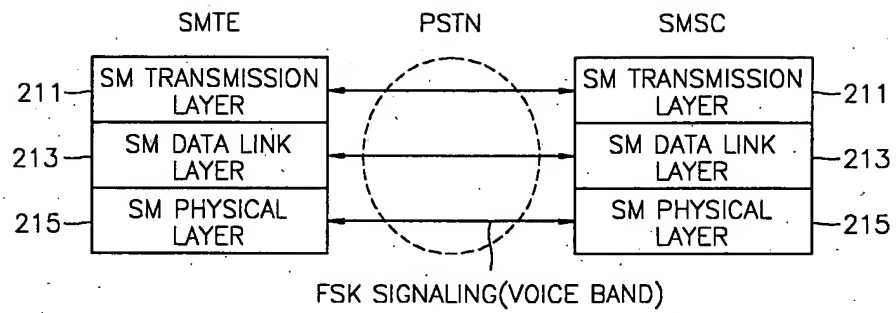 SMTE PSTN SMSC
SM TRANSMISSION
LAYER
SM TRANSMISSION
LAYER
211
211
SM DATA LINK
LAYER
SM DATA LINK
LAYER
213
213
SM PHYSICAL
LAYER
SM PHYSICAL
LAYER
215
215
FSK SIGNALING(VOICE BAND)